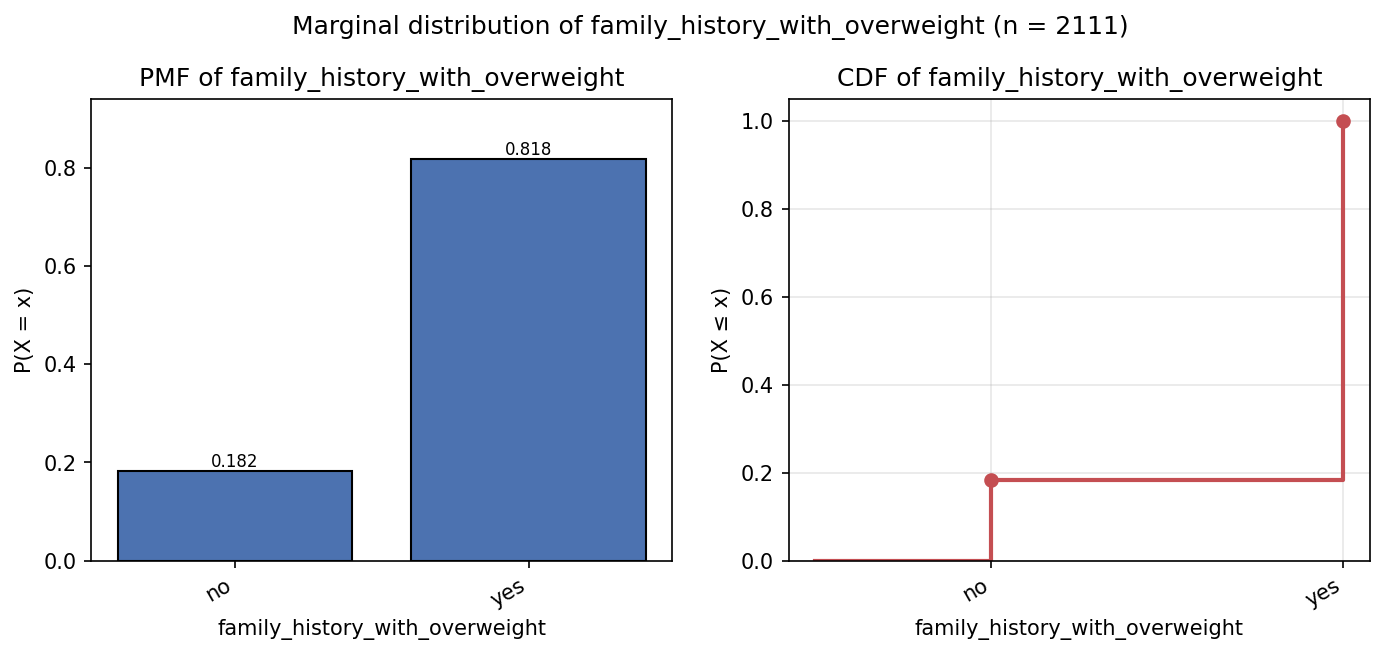 Marginal distribution of family_history_with_overweight (n = 2111)
PMF of family_history_with_overweight
P(X = x)
0.8
0.6
0.4
0.2
0.0
0.182
0.818
no
yes
family_history_with_overweight
CDF of family_history_with_overweight
P(X ≤ x)
1.0
0.8
0.6
0.4
0.2
0.0
no
yes
family_history_with_overweight